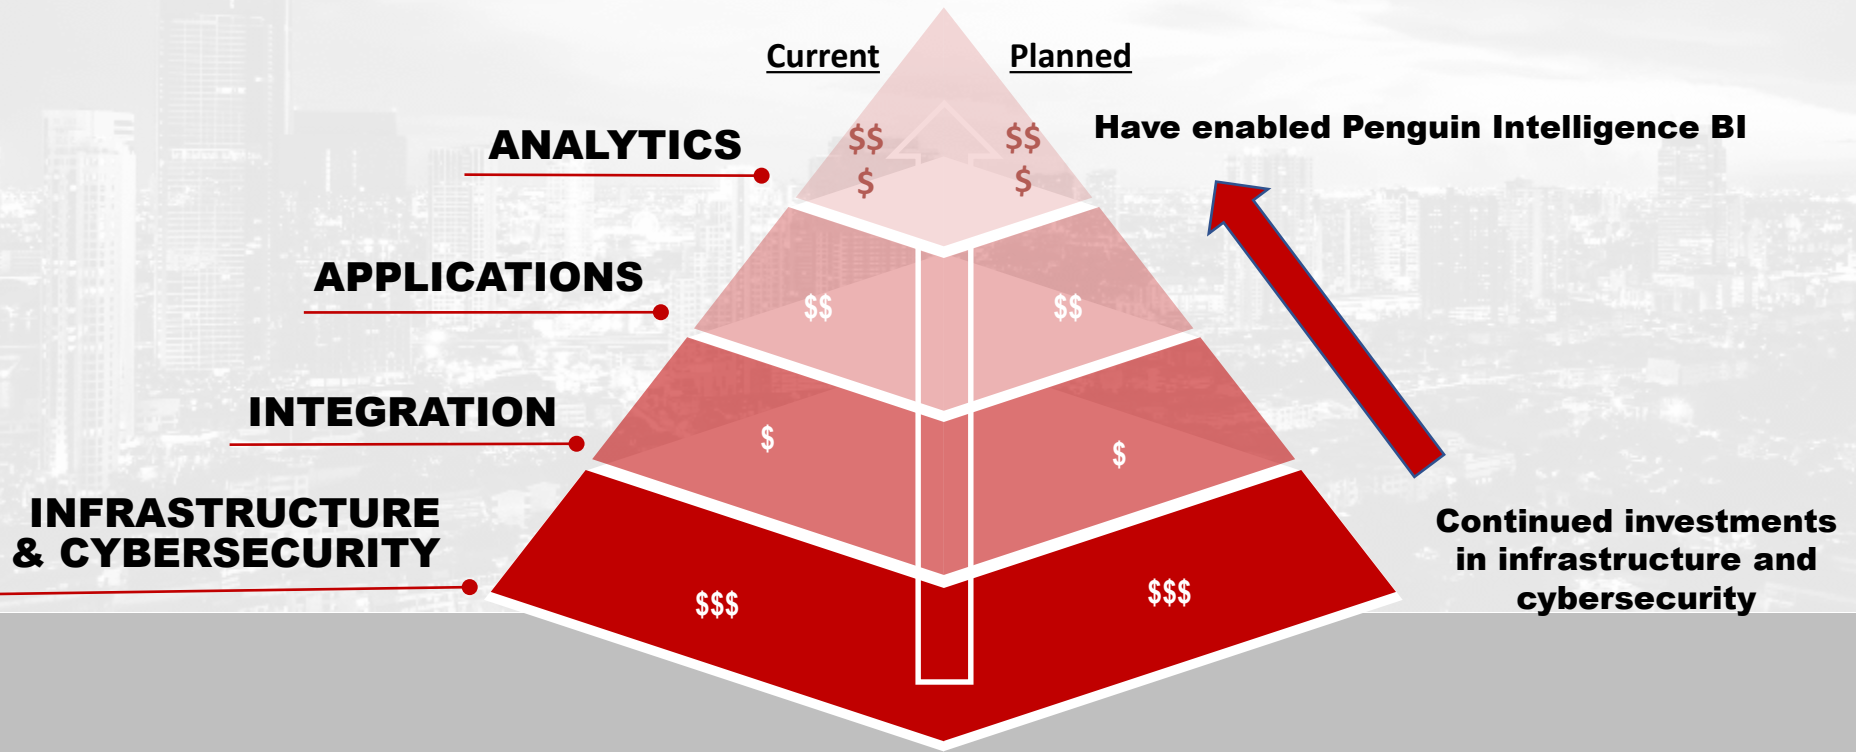 Current
Planned
ANALYTICS
$$
$
$$
$
Have enabled Penguin Intelligence BI
APPLICATIONS
$$
$$
INTEGRATION
$
$
INFRASTRUCTURE
& CYBERSECURITY
$$$
$$$
Continued investments
in infrastructure and
cybersecurity